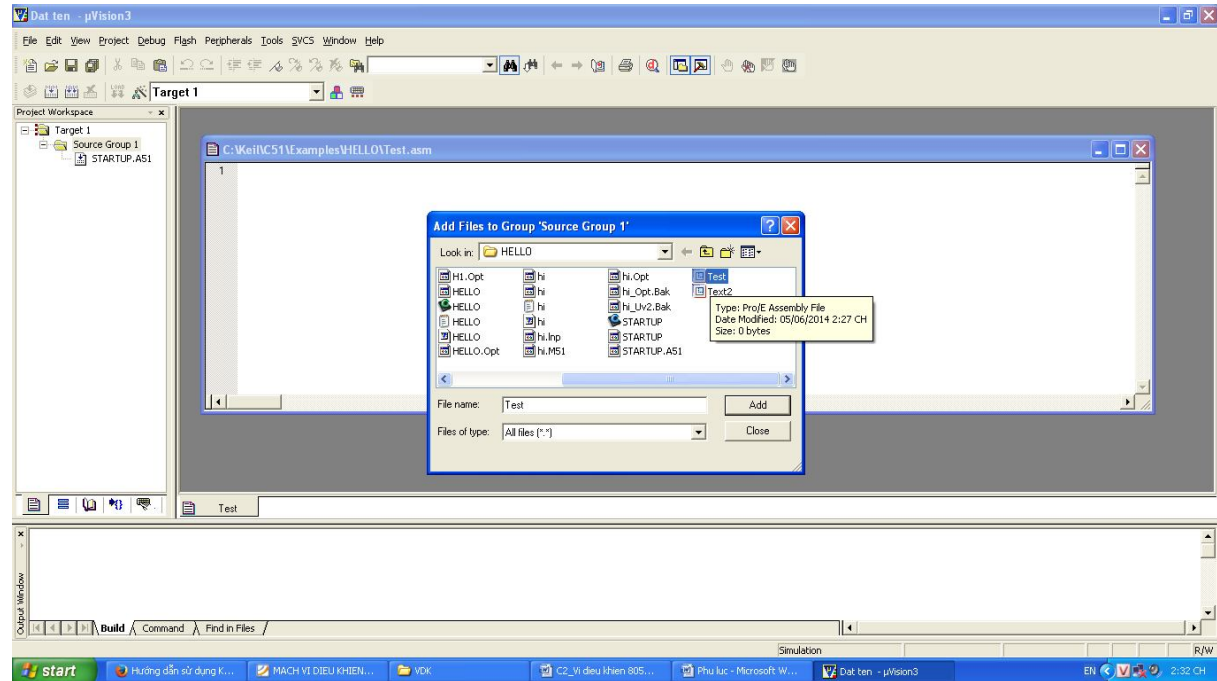 Dat ten - µVision3
File Edit View Project Debug Flash Peripherals Tools SVCS Window Help
Target 1
Project Workspace
Target 1
Source Group 1
STARTUP.A51
C:\Keil\C51\Examples\HELLO\Test.asm
1
Add Files to Group 'Source Group 1'
Look in: HELLO
H1.Opt hi hi.Opt Test
HELLO hi hi_Opt.Bak Text2
HELLO hi hi_Uv2.Bak
HELLO hi STARTUP
HELLO hi.lnp STARTUP
HELLO.Opt hi.M51 STARTUP.A51
Type: Pro/E Assembly File
Date Modified: 05/06/2014 2:27 CH
Size: 0 bytes
File name: Test Add
Files of type: All files (*.*) Close
Test
Output Window
Build Command Find in Files
Simulation R/W
start Hướng dẫn sử dụng K... MACH VI DIEU KHIEN... VDK C2_Vi dieu khien 805... Phu luc - Microsoft W... Dat ten - µVision3 EN 2:32 CH